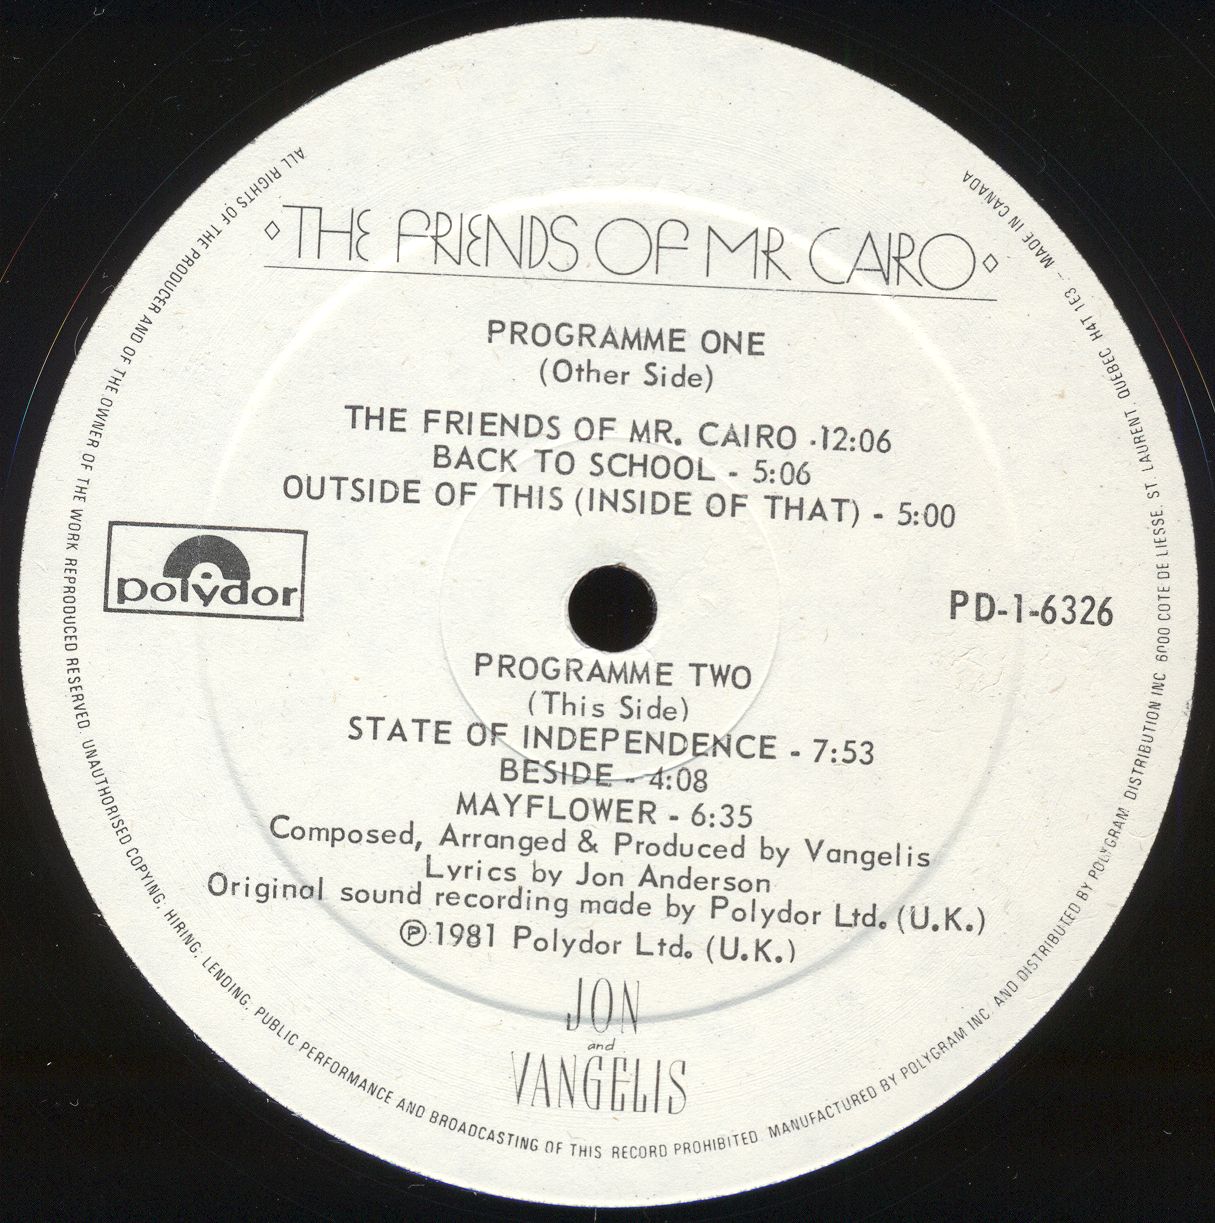 ◊ THE FRIENDS OF MR CAIRO ◊
PROGRAMME ONE
(Other Side)
THE FRIENDS OF MR. CAIRO -12:06
BACK TO SCHOOL - 5:06
OUTSIDE OF THIS (INSIDE OF THAT) - 5:00
polydor
PD-1-6326
PROGRAMME TWO
(This Side)
STATE OF INDEPENDENCE - 7:53
BESIDE - 4:08
MAYFLOWER - 6:35
Composed, Arranged & Produced by Vangelis
Lyrics by Jon Anderson
Original sound recording made by Polydor Ltd. (U.K.)
Ⓟ 1981 Polydor Ltd. (U.K.)
JON
and
VANGELIS
ALL RIGHTS OF THE PRODUCER AND OF THE OWNER OF THE WORK REPRODUCED RESERVED. UNAUTHORISED COPYING, HIRING, LENDING, PUBLIC PERFORMANCE AND BROADCASTING OF THIS RECORD PROHIBITED. MANUFACTURED BY POLYGRAM INC. AND DISTRIBUTED BY POLYGRAM DISTRIBUTION INC 6000 COTE DE LIESSE. ST LAURENT. QUEBEC H4T 1E3 – MADE IN CANADA